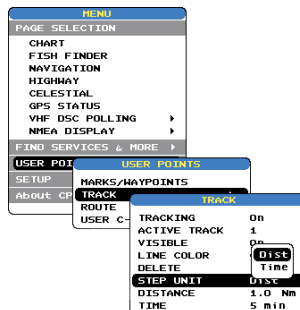 MENU
PAGE SELECTION
CHART
FISH FINDER
NAVIGATION
HIGHWAY
CELESTIAL
GPS STATUS
VHF DSC POLLING
NMEA DISPLAY
FIND SERVICES & MORE
USER POI
SETUP
About CP
USER POINTS
MARKS/WAYPOINTS
TRACK
ROUTE
USER C-
TRACK
TRACKING On
ACTIVE TRACK 1
VISIBLE On
LINE COLOR
DELETE
STEP UNIT Dist
DISTANCE 1.0 Nm
TIME 5 min
Dist
Time